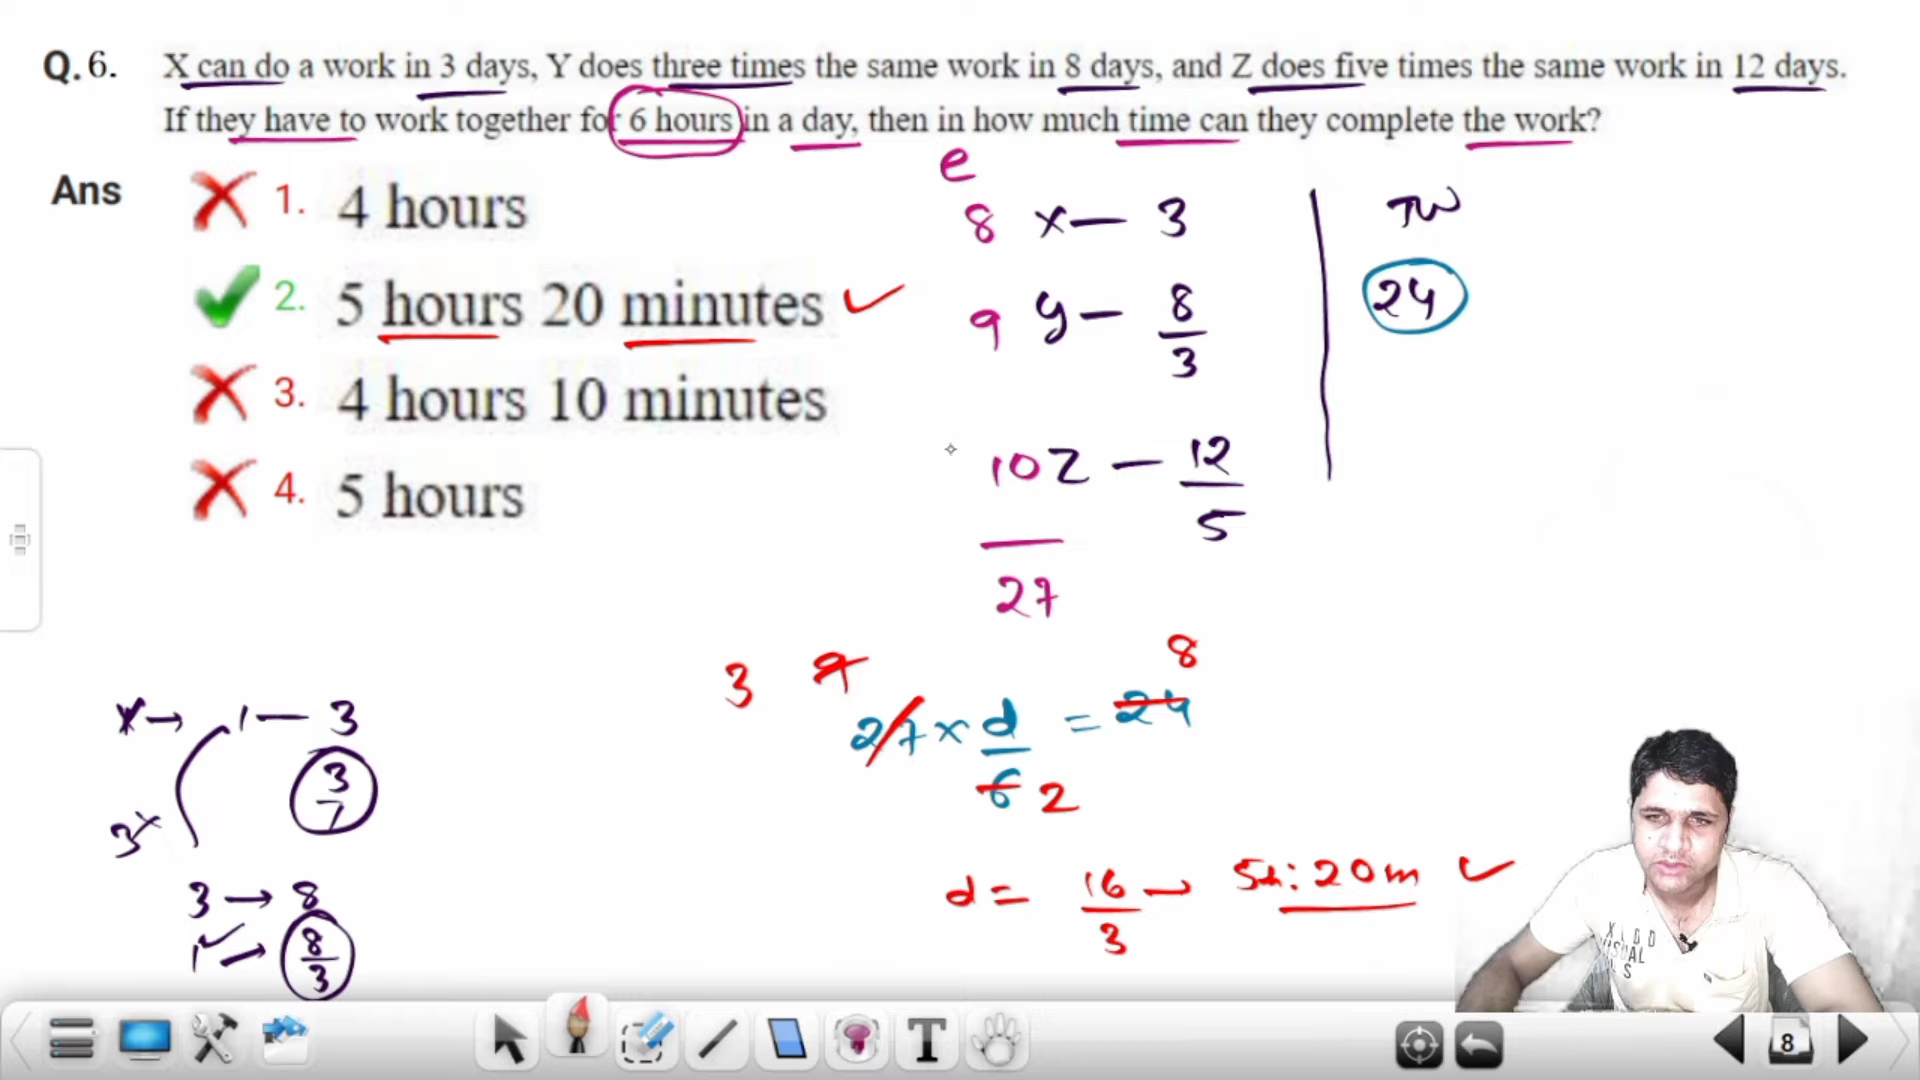 Q.6. X can do a work in 3 days, Y does three times the same work in 8 days, and Z does five times the same work in 12 days.
If they have to work together for 6 hours in a day, then in how much time can they complete the work?
Ans
1. 4 hours
2. 5 hours 20 minutes
3. 4 hours 10 minutes
4. 5 hours
e
8 x — 3
9 y — 8/3
10 Z — 12/5
27
TW
24
3 9 8
27 × d/6 = 24
2
d = 16/3 → 5h : 20m
x → 1 — 3
3/7
3x
3 → 8
1 → 8/3
T
8